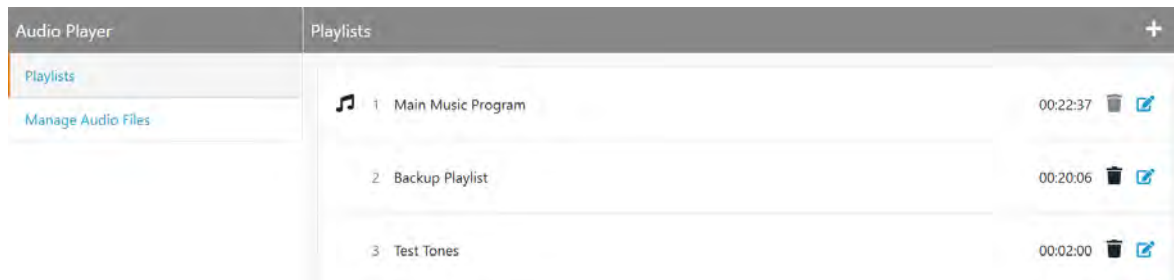 Audio Player
Playlists
Playlists
Manage Audio Files
1 Main Music Program 00:22:37
2 Backup Playlist 00:20:06
3 Test Tones 00:02:00